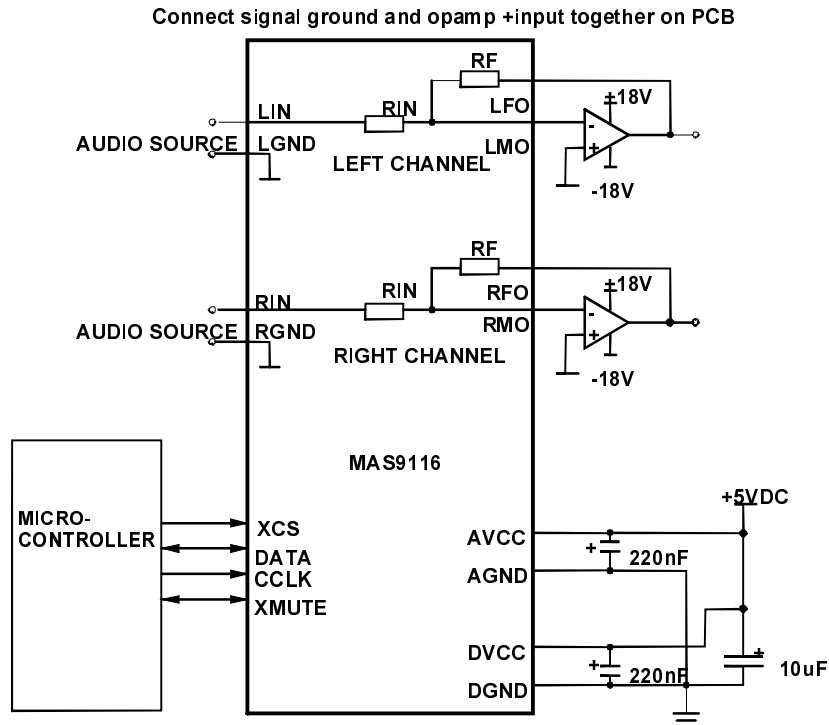 Connect signal ground and opamp +input together on PCB
RF
+18V
LIN
RIN
LFO
-
AUDIO SOURCE
LGND
LMO
+
LEFT CHANNEL
-18V
RF
+18V
RIN
RIN
RFO
-
AUDIO SOURCE
RGND
RMO
+
RIGHT CHANNEL
-18V
MAS9116
+5VDC
MICRO-
CONTROLLER
XCS
DATA
CCLK
XMUTE
AVCC
+
220nF
AGND
DVCC
+
220nF
DGND
+
10uF